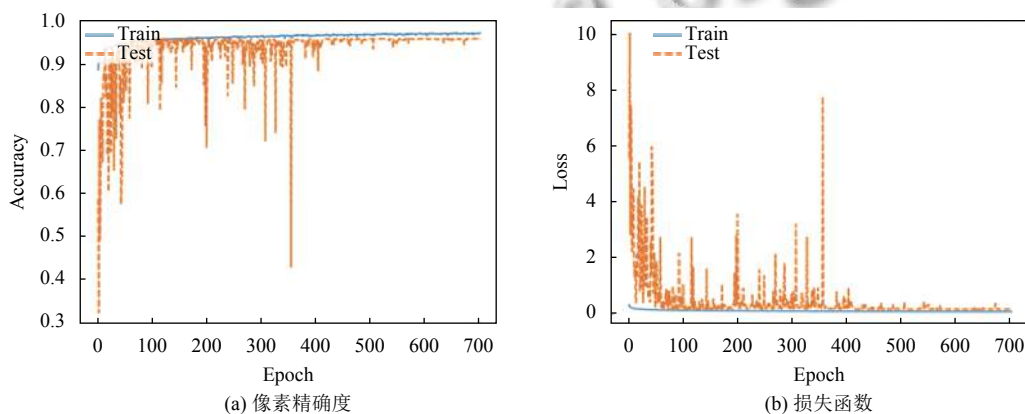 1.0
0.9
0.8
0.7
0.6
0.5
0.4
0.3
Accuracy
Train
Test
0 100 200 300 400 500 600 700
Epoch
(a) 像素精确度
10
8
6
4
2
0
Loss
Train
Test
0 100 200 300 400 500 600 700
Epoch
(b) 损失函数